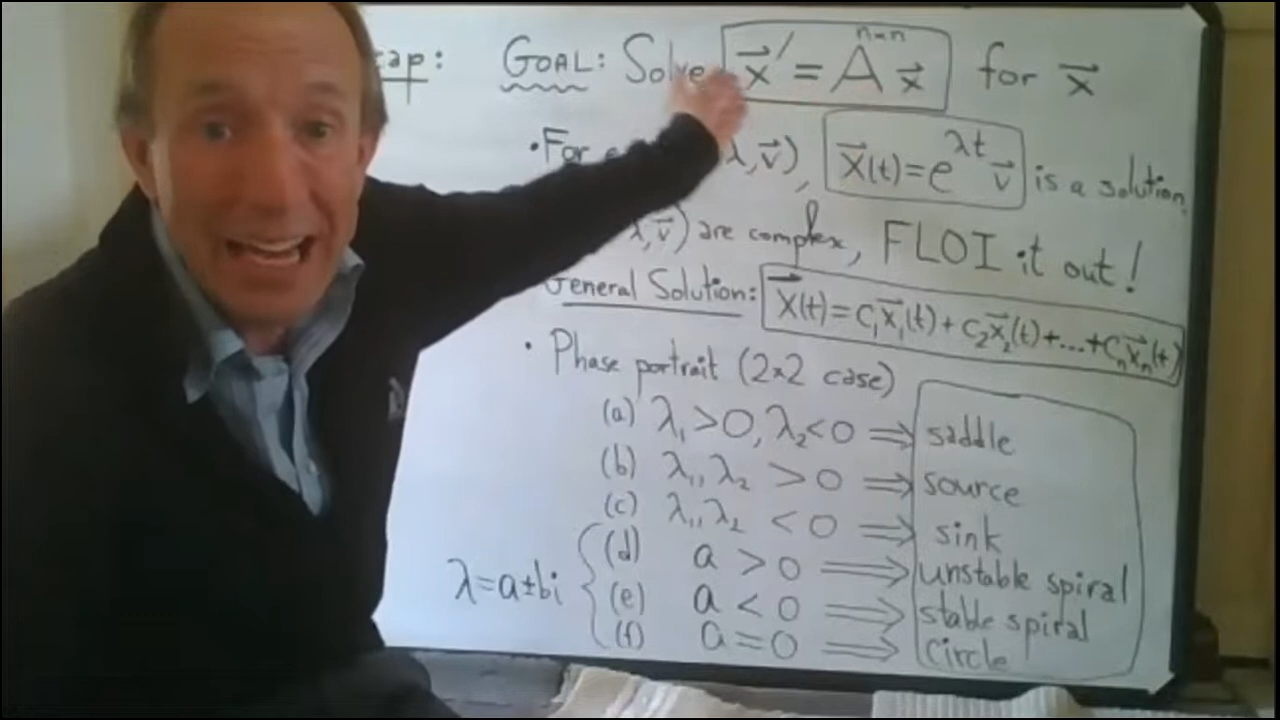 cap: GOAL: Solve x⃗′ = A x⃗ for x⃗
n×n
• For λ, v⃗), x⃗(t) = e^{λt} v⃗ is a solution.
λ, v⃗) are complex, FLOI it out!
General Solution: x⃗(t) = c₁x⃗₁(t) + c₂x⃗₂(t) + ... + cₙx⃗ₙ(t)
• Phase portrait (2×2 case)
(a) λ₁ > 0, λ₂ < 0 ⟹ saddle
(b) λ₁, λ₂ > 0 ⟹ source
(c) λ₁, λ₂ < 0 ⟹ sink
λ = a ± bi
(d) a > 0 ⟹ unstable spiral
(e) a < 0 ⟹ stable spiral
(f) a = 0 ⟹ circle